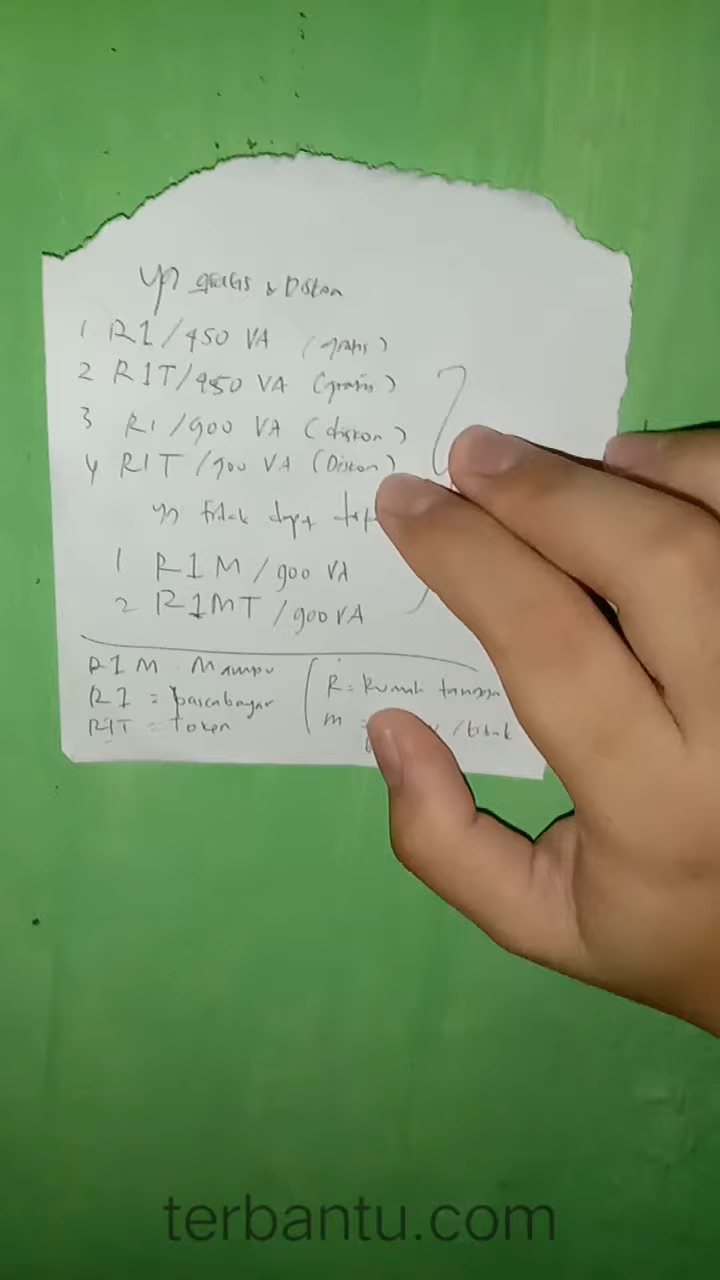 yg gratis & Diskon
1 R1/450 VA (gratis)
2 R1T/450 VA (gratis)
3 R1/900 VA (diskon)
4 R1T/900 VA (Diskon)
yg tidak dapat
1 R1M/900 VA
2 R1MT/900 VA
R1M Mampu
R1 = pascabayar
R1T = Token
R = Rumah tangga
m = /tidak
terbantu.com